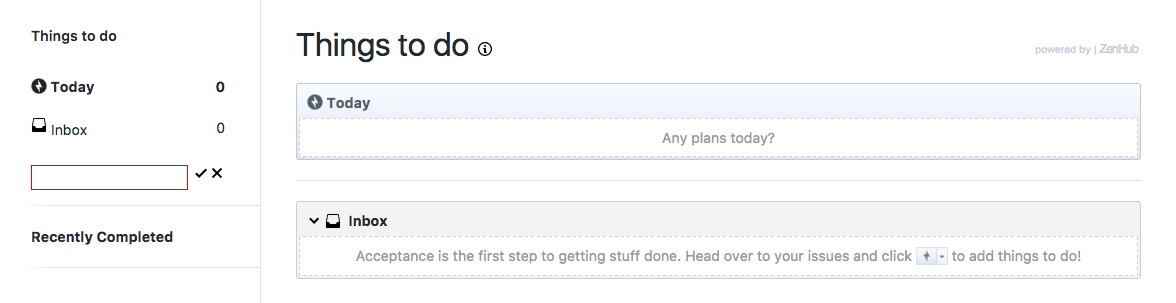 Things to do
Today 0
Inbox 0
Recently Completed
Things to do
powered by | ZenHub
Today
Any plans today?
Inbox
Acceptance is the first step to getting stuff done. Head over to your issues and click to add things to do!